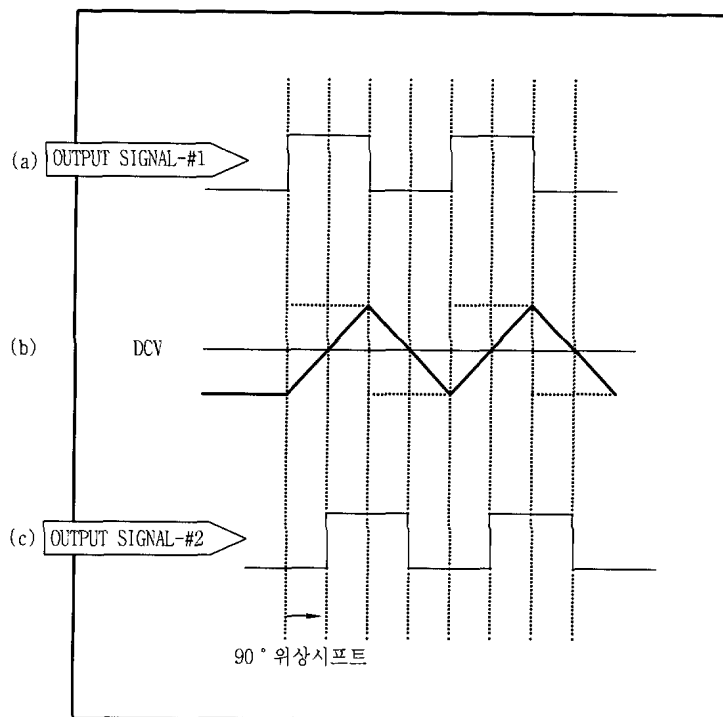 (a) OUTPUT SIGNAL-#1
(b) DCV
(c) OUTPUT SIGNAL-#2
90° 위상시프트